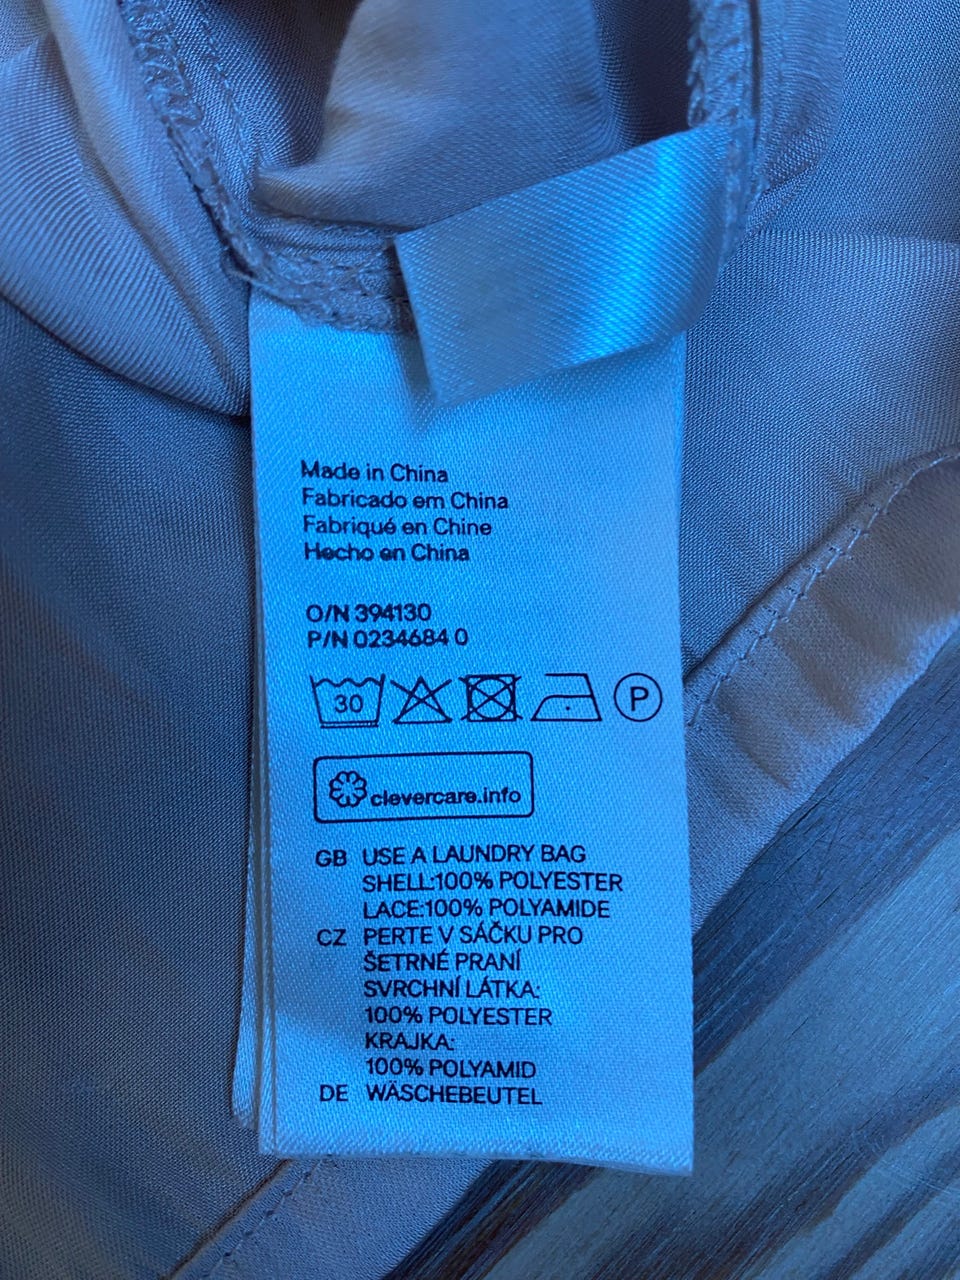 Made in China
Fabricado em China
Fabriqué en Chine
Hecho en China
O/N 394130
P/N 0234684 0
30 P
clevercare.info
GB USE A LAUNDRY BAG
SHELL:100% POLYESTER
LACE:100% POLYAMIDE
CZ PERTE V SÁČKU PRO
ŠETRNÉ PRANÍ
SVRCHNÍ LÁTKA:
100% POLYESTER
KRAJKA:
100% POLYAMID
DE WÄSCHEBEUTEL